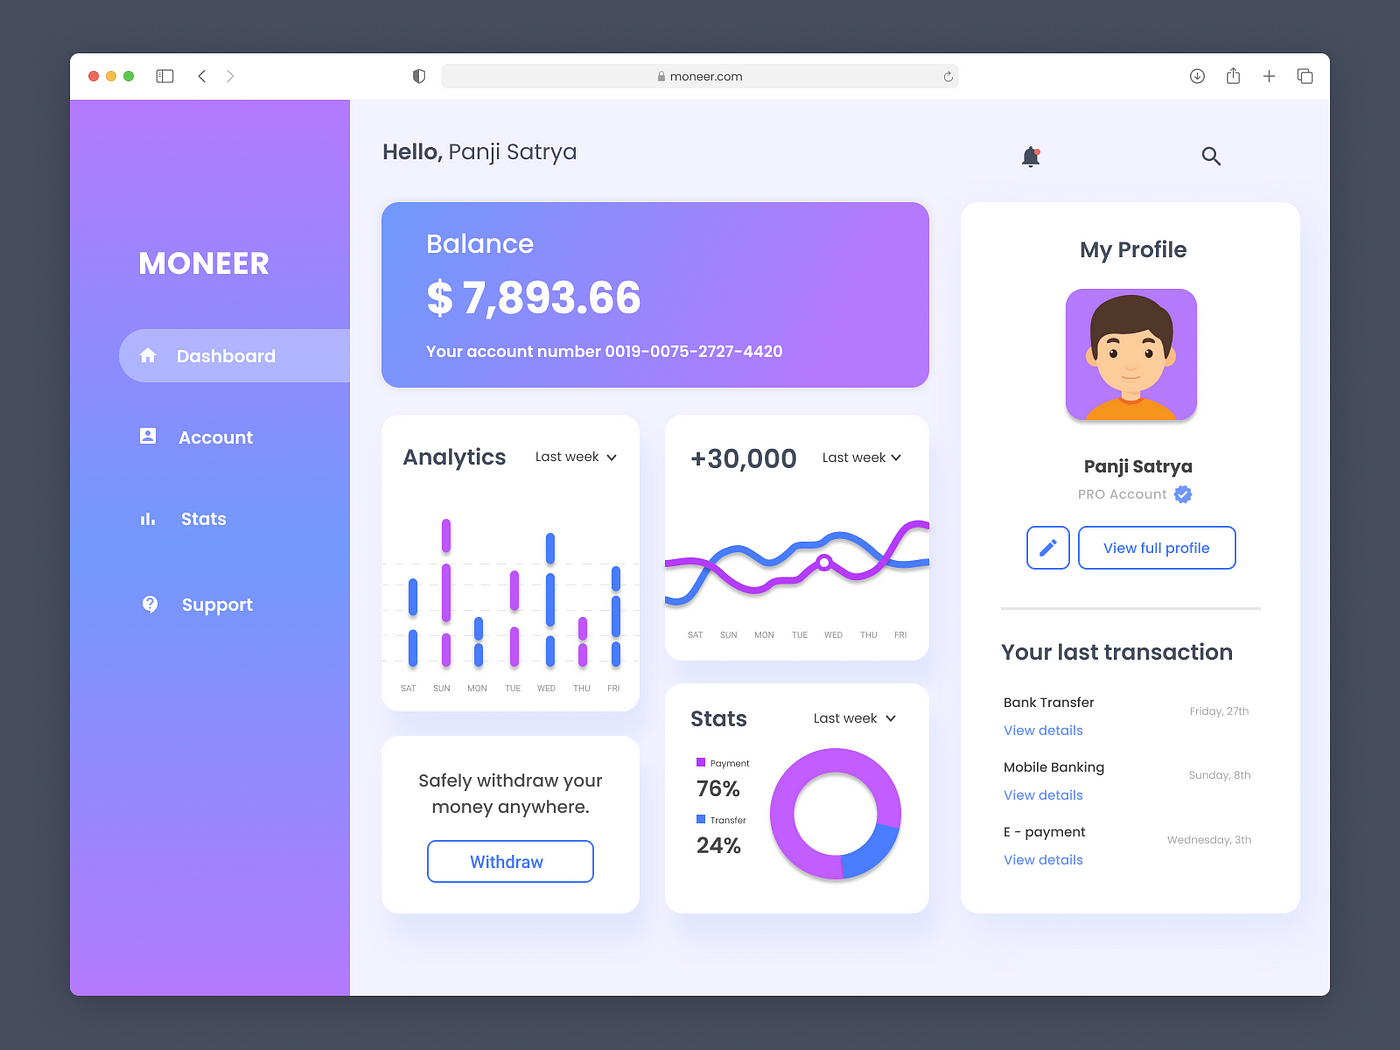 moneer.com
MONEER
Dashboard
Account
Stats
Support
Hello, Panji Satrya
Balance
$ 7,893.66
Your account number 0019-0075-2727-4420
Analytics
Last week
SAT SUN MON TUE WED THU FRI
Safely withdraw your
money anywhere.
Withdraw
+30,000
Last week
SAT SUN MON TUE WED THU FRI
Stats
Last week
Payment
76%
Transfer
24%
My Profile
Panji Satrya
PRO Account
View full profile
Your last transaction
Bank Transfer
Friday, 27th
View details
Mobile Banking
Sunday, 8th
View details
E - payment
Wednesday, 3th
View details